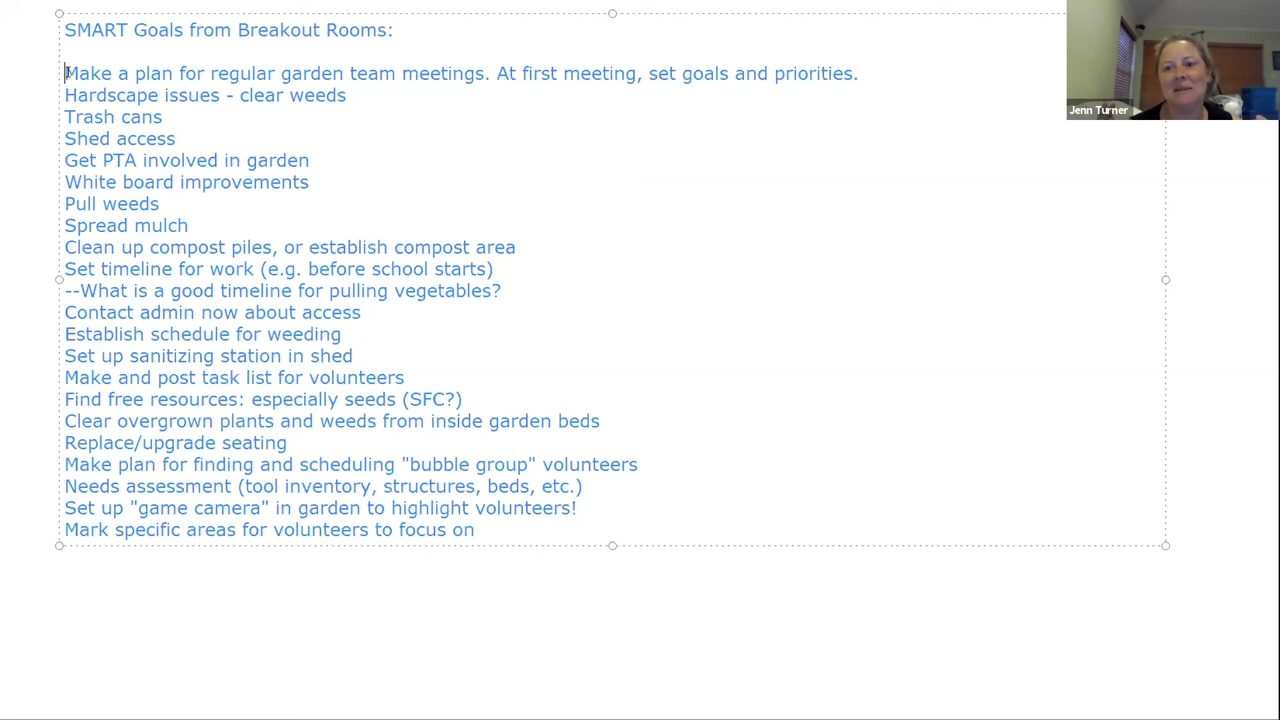 SMART Goals from Breakout Rooms:
Make a plan for regular garden team meetings. At first meeting, set goals and priorities.
Hardscape issues - clear weeds
Trash cans
Shed access
Get PTA involved in garden
White board improvements
Pull weeds
Spread mulch
Clean up compost piles, or establish compost area
Set timeline for work (e.g. before school starts)
--What is a good timeline for pulling vegetables?
Contact admin now about access
Establish schedule for weeding
Set up sanitizing station in shed
Make and post task list for volunteers
Find free resources: especially seeds (SFC?)
Clear overgrown plants and weeds from inside garden beds
Replace/upgrade seating
Make plan for finding and scheduling "bubble group" volunteers
Needs assessment (tool inventory, structures, beds, etc.)
Set up "game camera" in garden to highlight volunteers!
Mark specific areas for volunteers to focus on
Jenn Turner